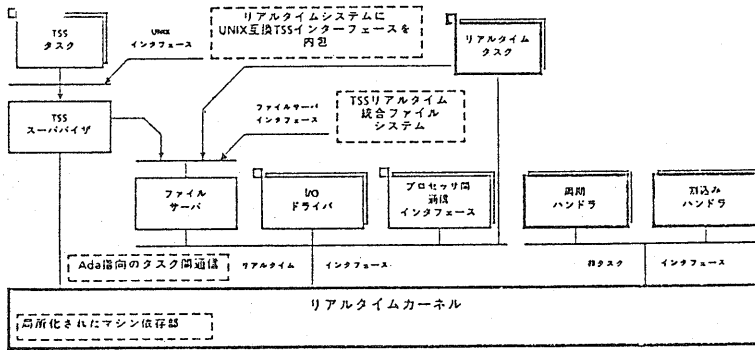 TSS
タスク
UNIX
インタフェース
リアルタイムシステムに
UNIX互換TSSインターフェースを
内包
リアルタイム
タスク
TSS
スーパバイザ
ファイルサーバ
インタフェース
TSSリアルタイム
統合ファイル
システム
ファイル
サーバ
I/O
ドライバ
プロセッサ間
通信
インタフェース
周期
ハンドラ
割込み
ハンドラ
Ada指向のタスク間通信
リアルタイム
インタフェース
非タスク
インタフェース
リアルタイムカーネル
局所化されにマシン依存部